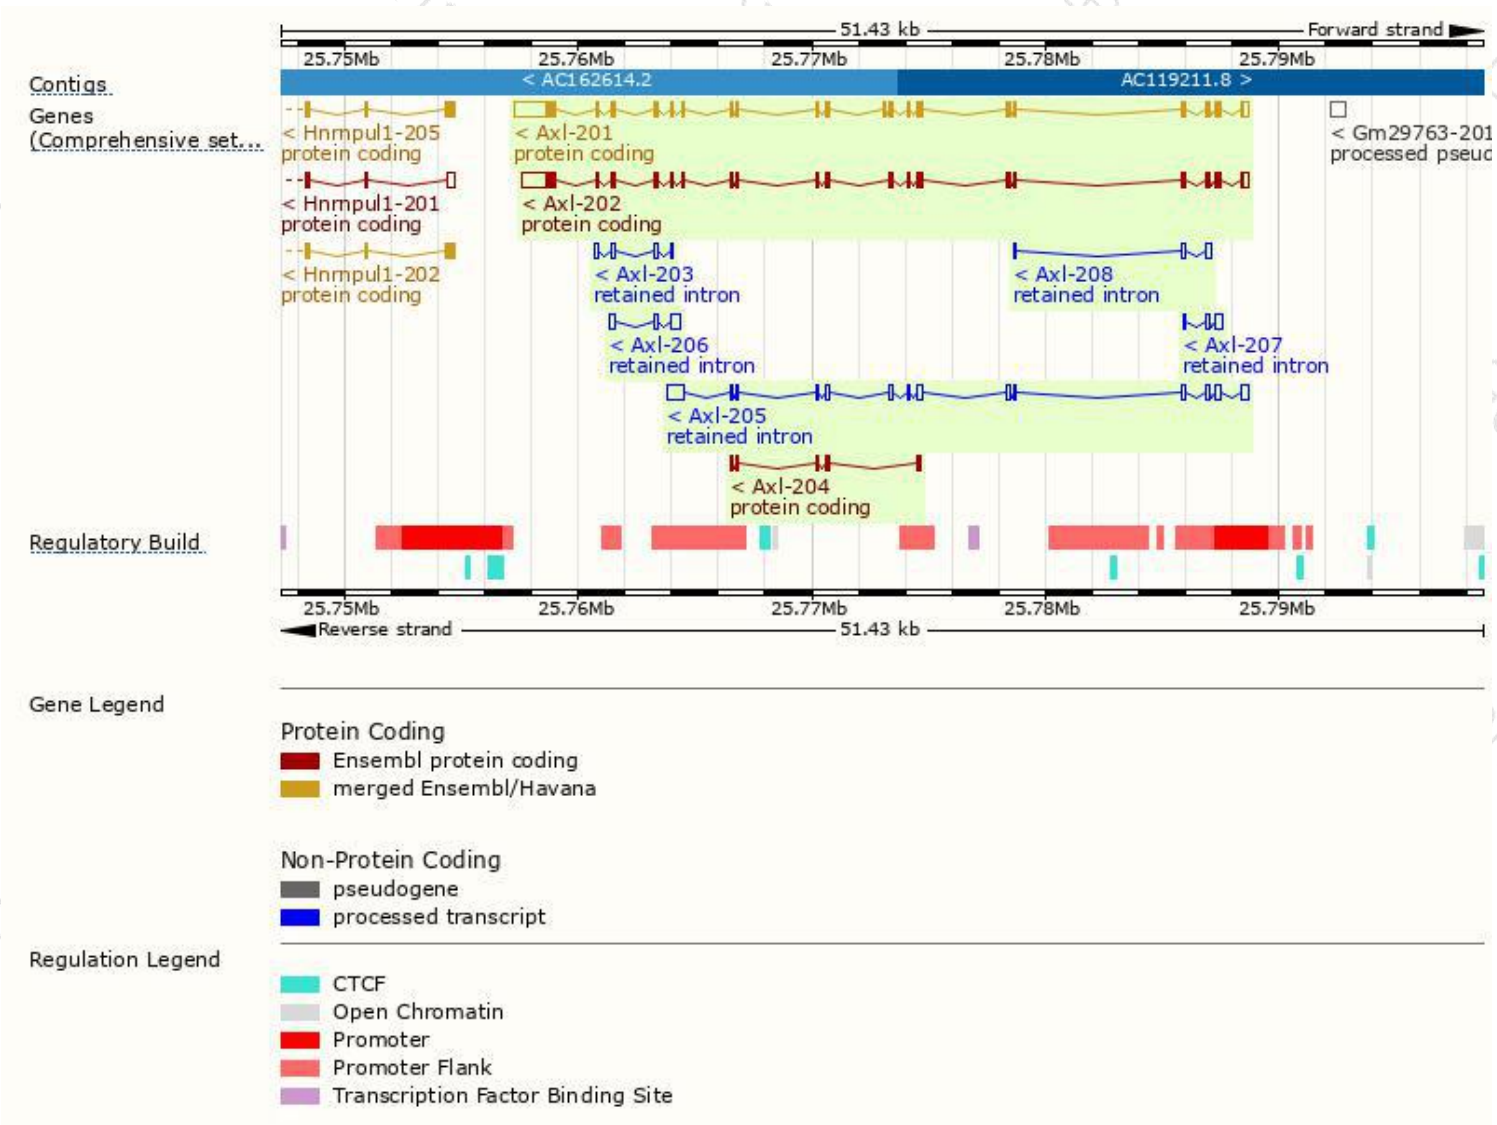 51.43 kb
Forward strand
25.75Mb 25.76Mb 25.77Mb 25.78Mb 25.79Mb
Contigs
< AC162614.2 AC119211.8 >
Genes
(Comprehensive set...
< Hnrnpul1-205 < Axl-201 < Gm29763-201
protein coding protein coding processed pseud
< Hnrnpul1-201 < Axl-202
protein coding protein coding
< Hnrnpul1-202 < Axl-203 < Axl-208
protein coding retained intron retained intron
< Axl-206 < Axl-207
retained intron retained intron
< Axl-205
retained intron
< Axl-204
protein coding
Regulatory Build
25.75Mb 25.76Mb 25.77Mb 25.78Mb 25.79Mb
Reverse strand 51.43 kb
Gene Legend
Protein Coding
Ensembl protein coding
merged Ensembl/Havana
Non-Protein Coding
pseudogene
processed transcript
Regulation Legend
CTCF
Open Chromatin
Promoter
Promoter Flank
Transcription Factor Binding Site